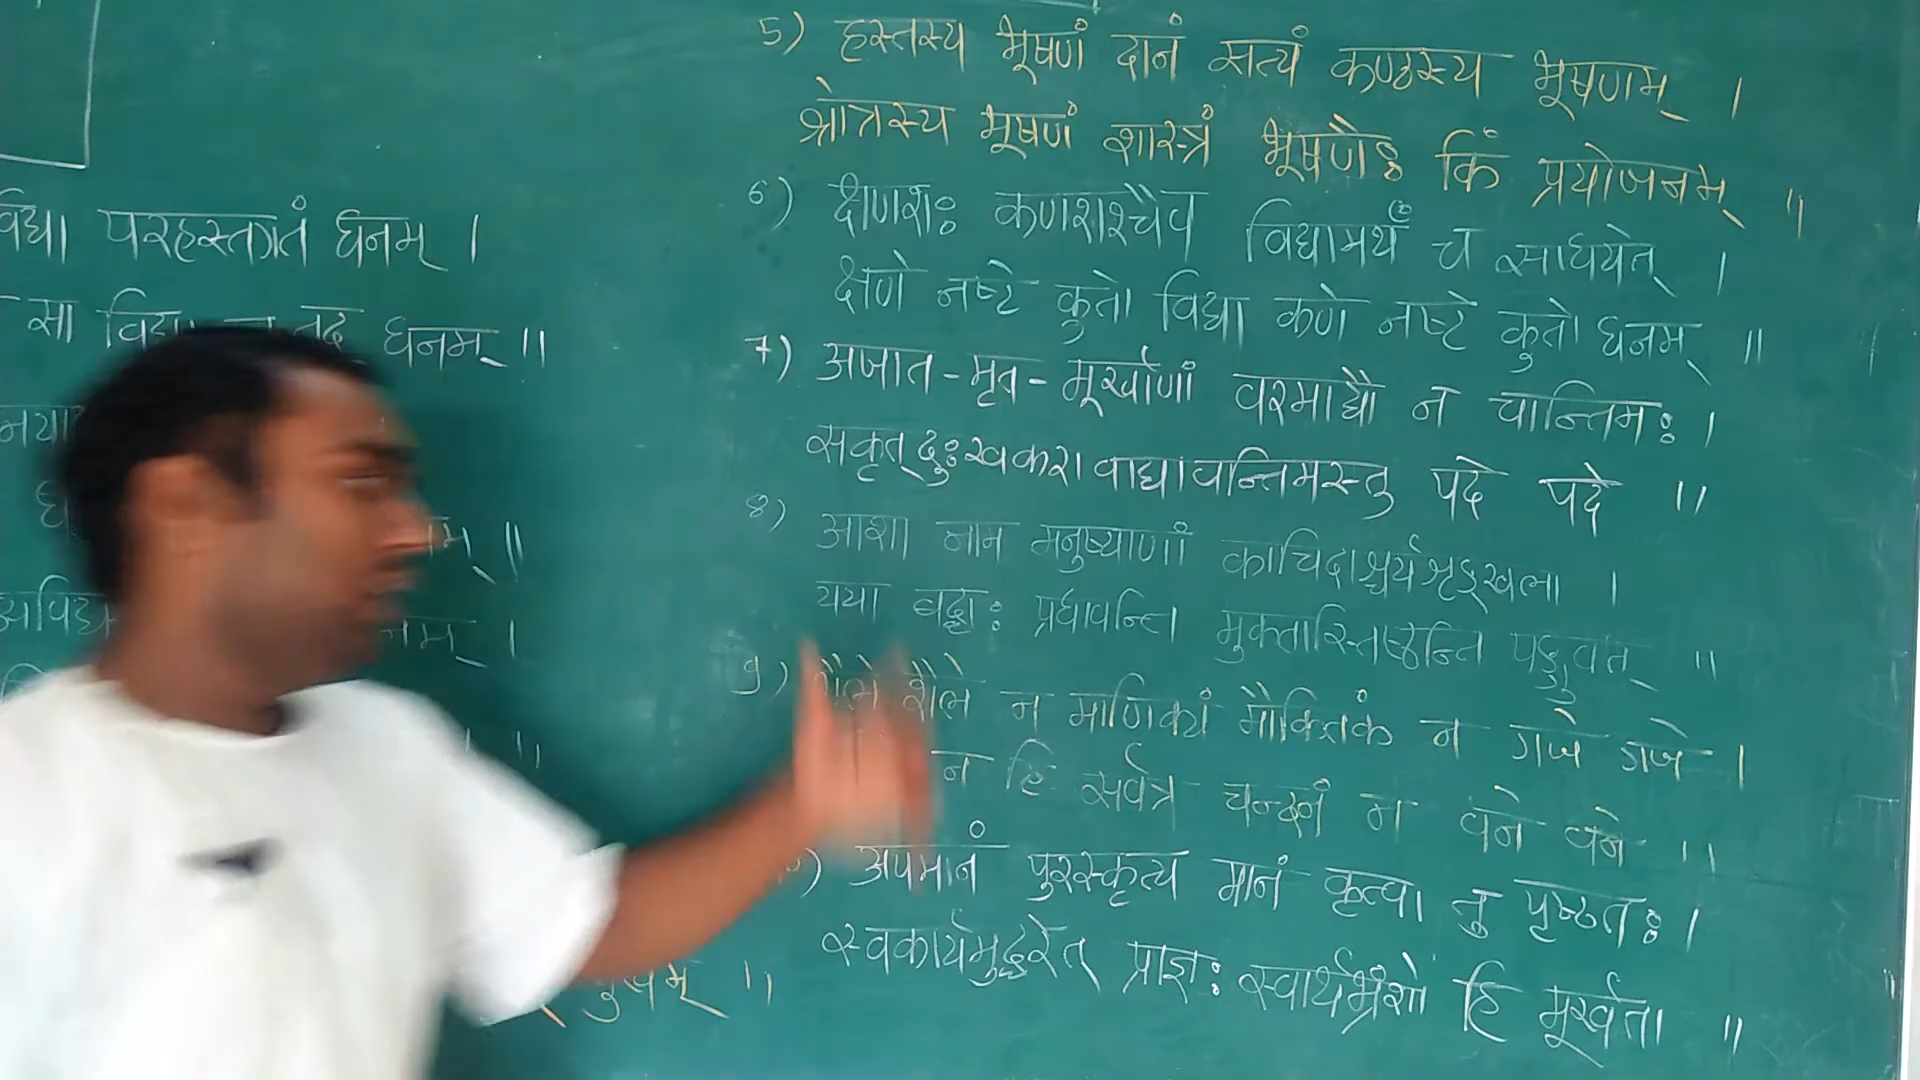 विद्या परहस्तगतं धनम् ।
सा विद्या न तद् धनम् ॥
5) हस्तस्य भूषणं दानं सत्यं कण्ठस्य भूषणम् ।
श्रोत्रस्य भूषणं शास्त्रं भूषणैः किं प्रयोजनम् ॥
6) क्षणशः कणशश्चैव विद्यामर्थं च साधयेत् ।
क्षणे नष्टे कुतो विद्या कणे नष्टे कुतो धनम् ॥
7) अजात-मृत-मूर्खाणां वरमाद्यौ न चान्तिमः ।
सकृत् दुःखकरावाद्यावन्तिमस्तु पदे पदे ॥
8) आशा नाम मनुष्याणां काचिदाश्चर्यशृङ्खला ।
यया बद्धाः प्रधावन्ति मुक्तास्तिष्ठन्ति पङ्गुवत् ॥
9) शैले शैले न माणिक्यं मौक्तिकं न गजे गजे ।
न हि सर्वत्र चन्दनं न वने वने ॥
) अपमानं पुरस्कृत्य मानं कृत्वा तु पृष्ठतः ।
स्वकार्यमुद्धरेत् प्राज्ञः स्वार्थभ्रंशो हि मूर्खता ॥